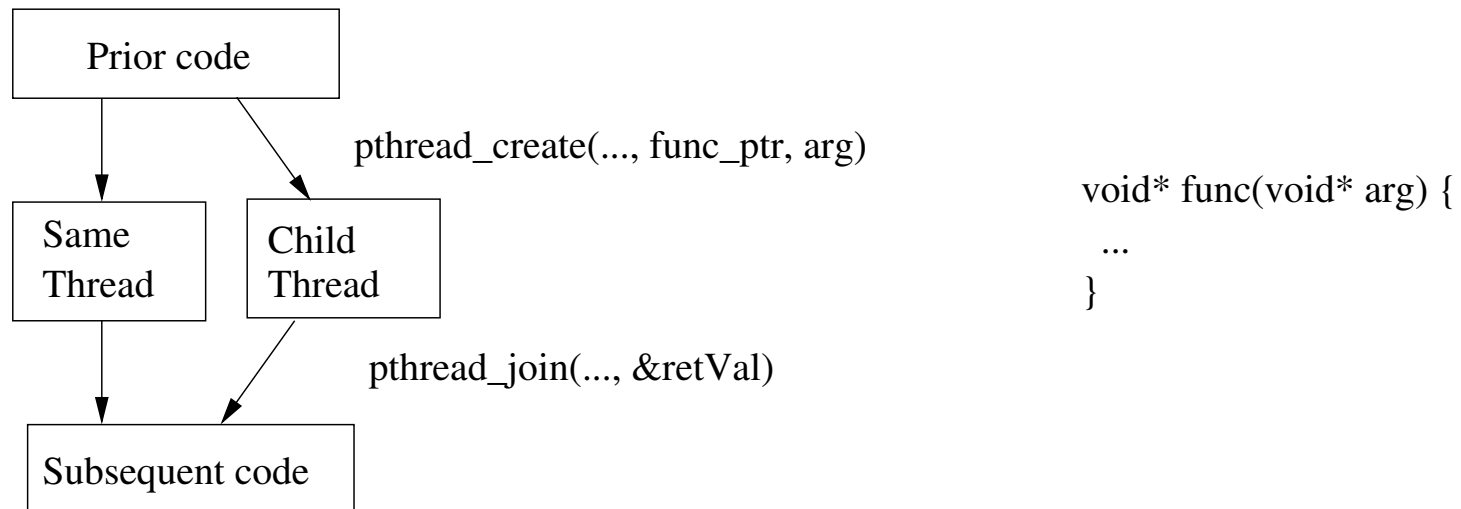 Prior code
pthread_create(..., func_ptr, arg)
void* func(void* arg) {
...
}
Same
Thread
Child
Thread
pthread_join(..., &retVal)
Subsequent code